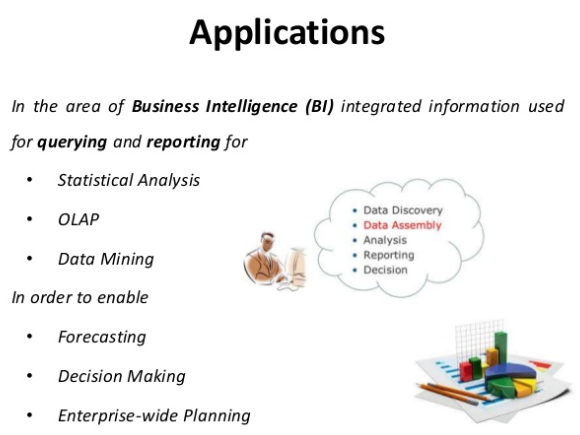 Applications
In the area of Business Intelligence (BI) integrated information used
for querying and reporting for
• Statistical Analysis
• OLAP
• Data Mining
• Data Discovery
• Data Assembly
• Analysis
• Reporting
• Decision
In order to enable
• Forecasting
• Decision Making
• Enterprise-wide Planning